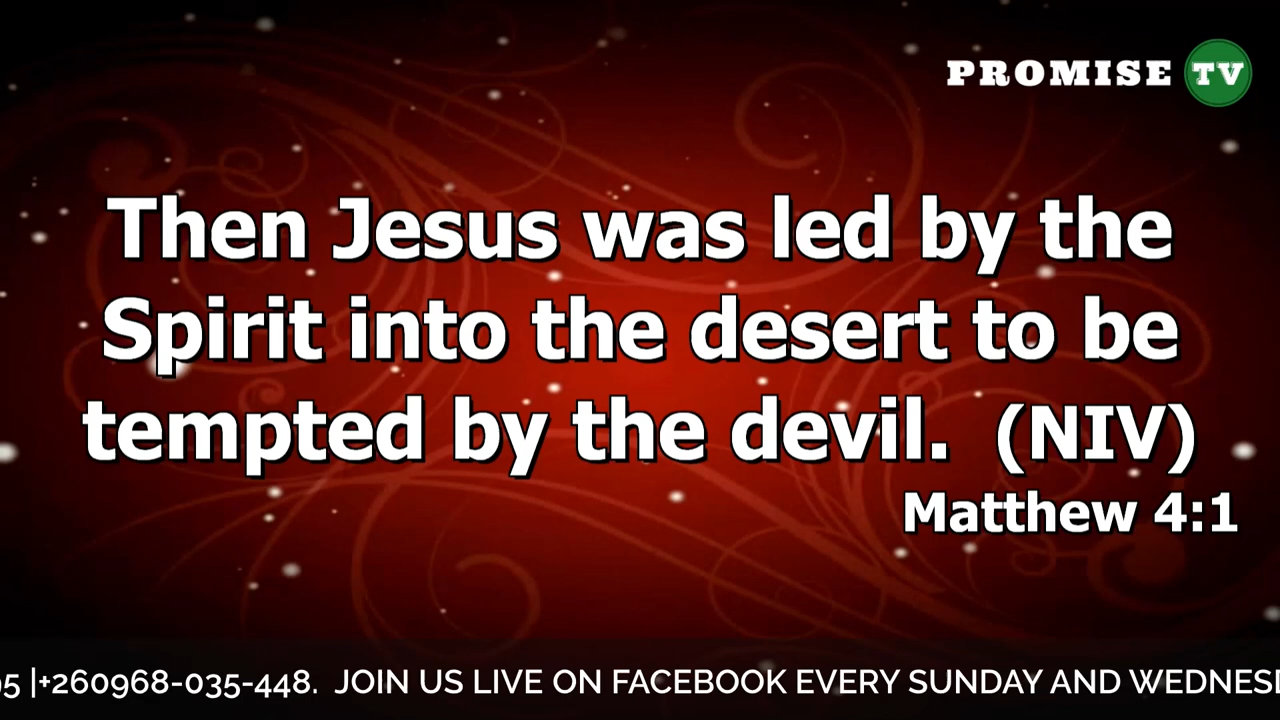 PROMISE TV
Then Jesus was led by the
Spirit into the desert to be
tempted by the devil. (NIV)
Matthew 4:1
|+260968-035-448. JOIN US LIVE ON FACEBOOK EVERY SUNDAY AND